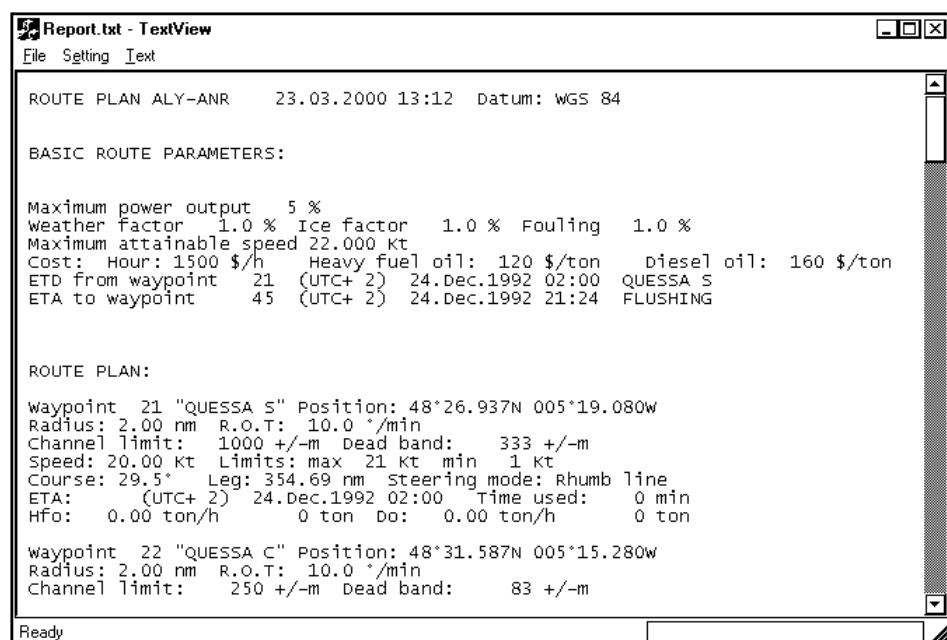 Report.txt - TextView
File Setting Text
ROUTE PLAN ALY-ANR 23.03.2000 13:12 Datum: WGS 84
BASIC ROUTE PARAMETERS:
Maximum power output 5 %
Weather factor 1.0 % Ice factor 1.0 % Fouling 1.0 %
Maximum attainable speed 22.000 Kt
Cost: Hour: 1500 $/h Heavy fuel oil: 120 $/ton Diesel oil: 160 $/ton
ETD from waypoint 21 (UTC+ 2) 24.Dec.1992 02:00 QUESSA S
ETA to waypoint 45 (UTC+ 2) 24.Dec.1992 21:24 FLUSHING
ROUTE PLAN:
Waypoint 21 "QUESSA S" Position: 48°26.937N 005°19.080W
Radius: 2.00 nm R.O.T: 10.0 °/min
Channel limit: 1000 +/-m Dead band: 333 +/-m
Speed: 20.00 Kt Limits: max 21 Kt min 1 Kt
Course: 29.5° Leg: 354.69 nm Steering mode: Rhumb line
ETA: (UTC+ 2) 24.Dec.1992 02:00 Time used: 0 min
Hfo: 0.00 ton/h 0 ton Do: 0.00 ton/h 0 ton
Waypoint 22 "QUESSA C" Position: 48°31.587N 005°15.280W
Radius: 2.00 nm R.O.T: 10.0 °/min
Channel limit: 250 +/-m Dead band: 83 +/-m
Ready